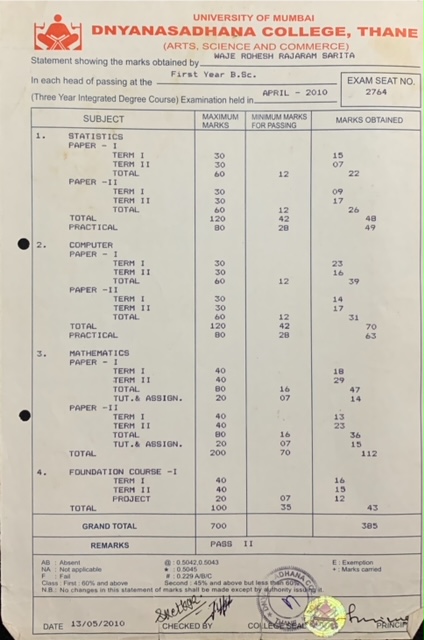 UNIVERSITY OF MUMBAI
DNYANASADHANA COLLEGE, THANE
(ARTS, SCIENCE AND COMMERCE)
Statement showing the marks obtained by WAJE ROHESH RAJARAM SARITA
In each head of passing at the First Year B.Sc. EXAM SEAT NO.
(Three Year Integrated Degree Course) Examination held in APRIL - 2010 2764
SUBJECT MAXIMUM MARKS MINIMUM MARKS FOR PASSING MARKS OBTAINED
1. STATISTICS
PAPER - I
TERM I 30 15
TERM II 30 07
TOTAL 60 12 22
PAPER -II
TERM I 30 09
TERM II 30 17
TOTAL 60 12 26
TOTAL 120 42 48
PRACTICAL 80 28 49
2. COMPUTER
PAPER - I
TERM I 30 23
TERM II 30 16
TOTAL 60 12 39
PAPER -II
TERM I 30 14
TERM II 30 17
TOTAL 60 12 31
TOTAL 120 42 70
PRACTICAL 80 28 63
3. MATHEMATICS
PAPER - I
TERM I 40 18
TERM II 40 29
TOTAL 80 16 47
TUT.& ASSIGN. 20 07 14
PAPER -II
TERM I 40 13
TERM II 40 23
TOTAL 80 16 36
TUT.& ASSIGN. 20 07 15
TOTAL 200 70 112
4. FOUNDATION COURSE -I
TERM I 40 16
TERM II 40 15
PROJECT 20 07 12
TOTAL 100 35 43
GRAND TOTAL 700 385
REMARKS PASS II
AB : Absent @ : 0.5042,0.5043 E : Exemption
NA : Not applicable * : 0.5045 + : Marks carried
F : Fail # : 0.229 A/B/C
Class : First : 60% and above Second : 45% and above but less than 60%
N.B.: No changes in this statement of marks shall be made except by authority issuing it
DATE 13/05/2010 CHECKED BY COLLEGE SEAL PRINCIP